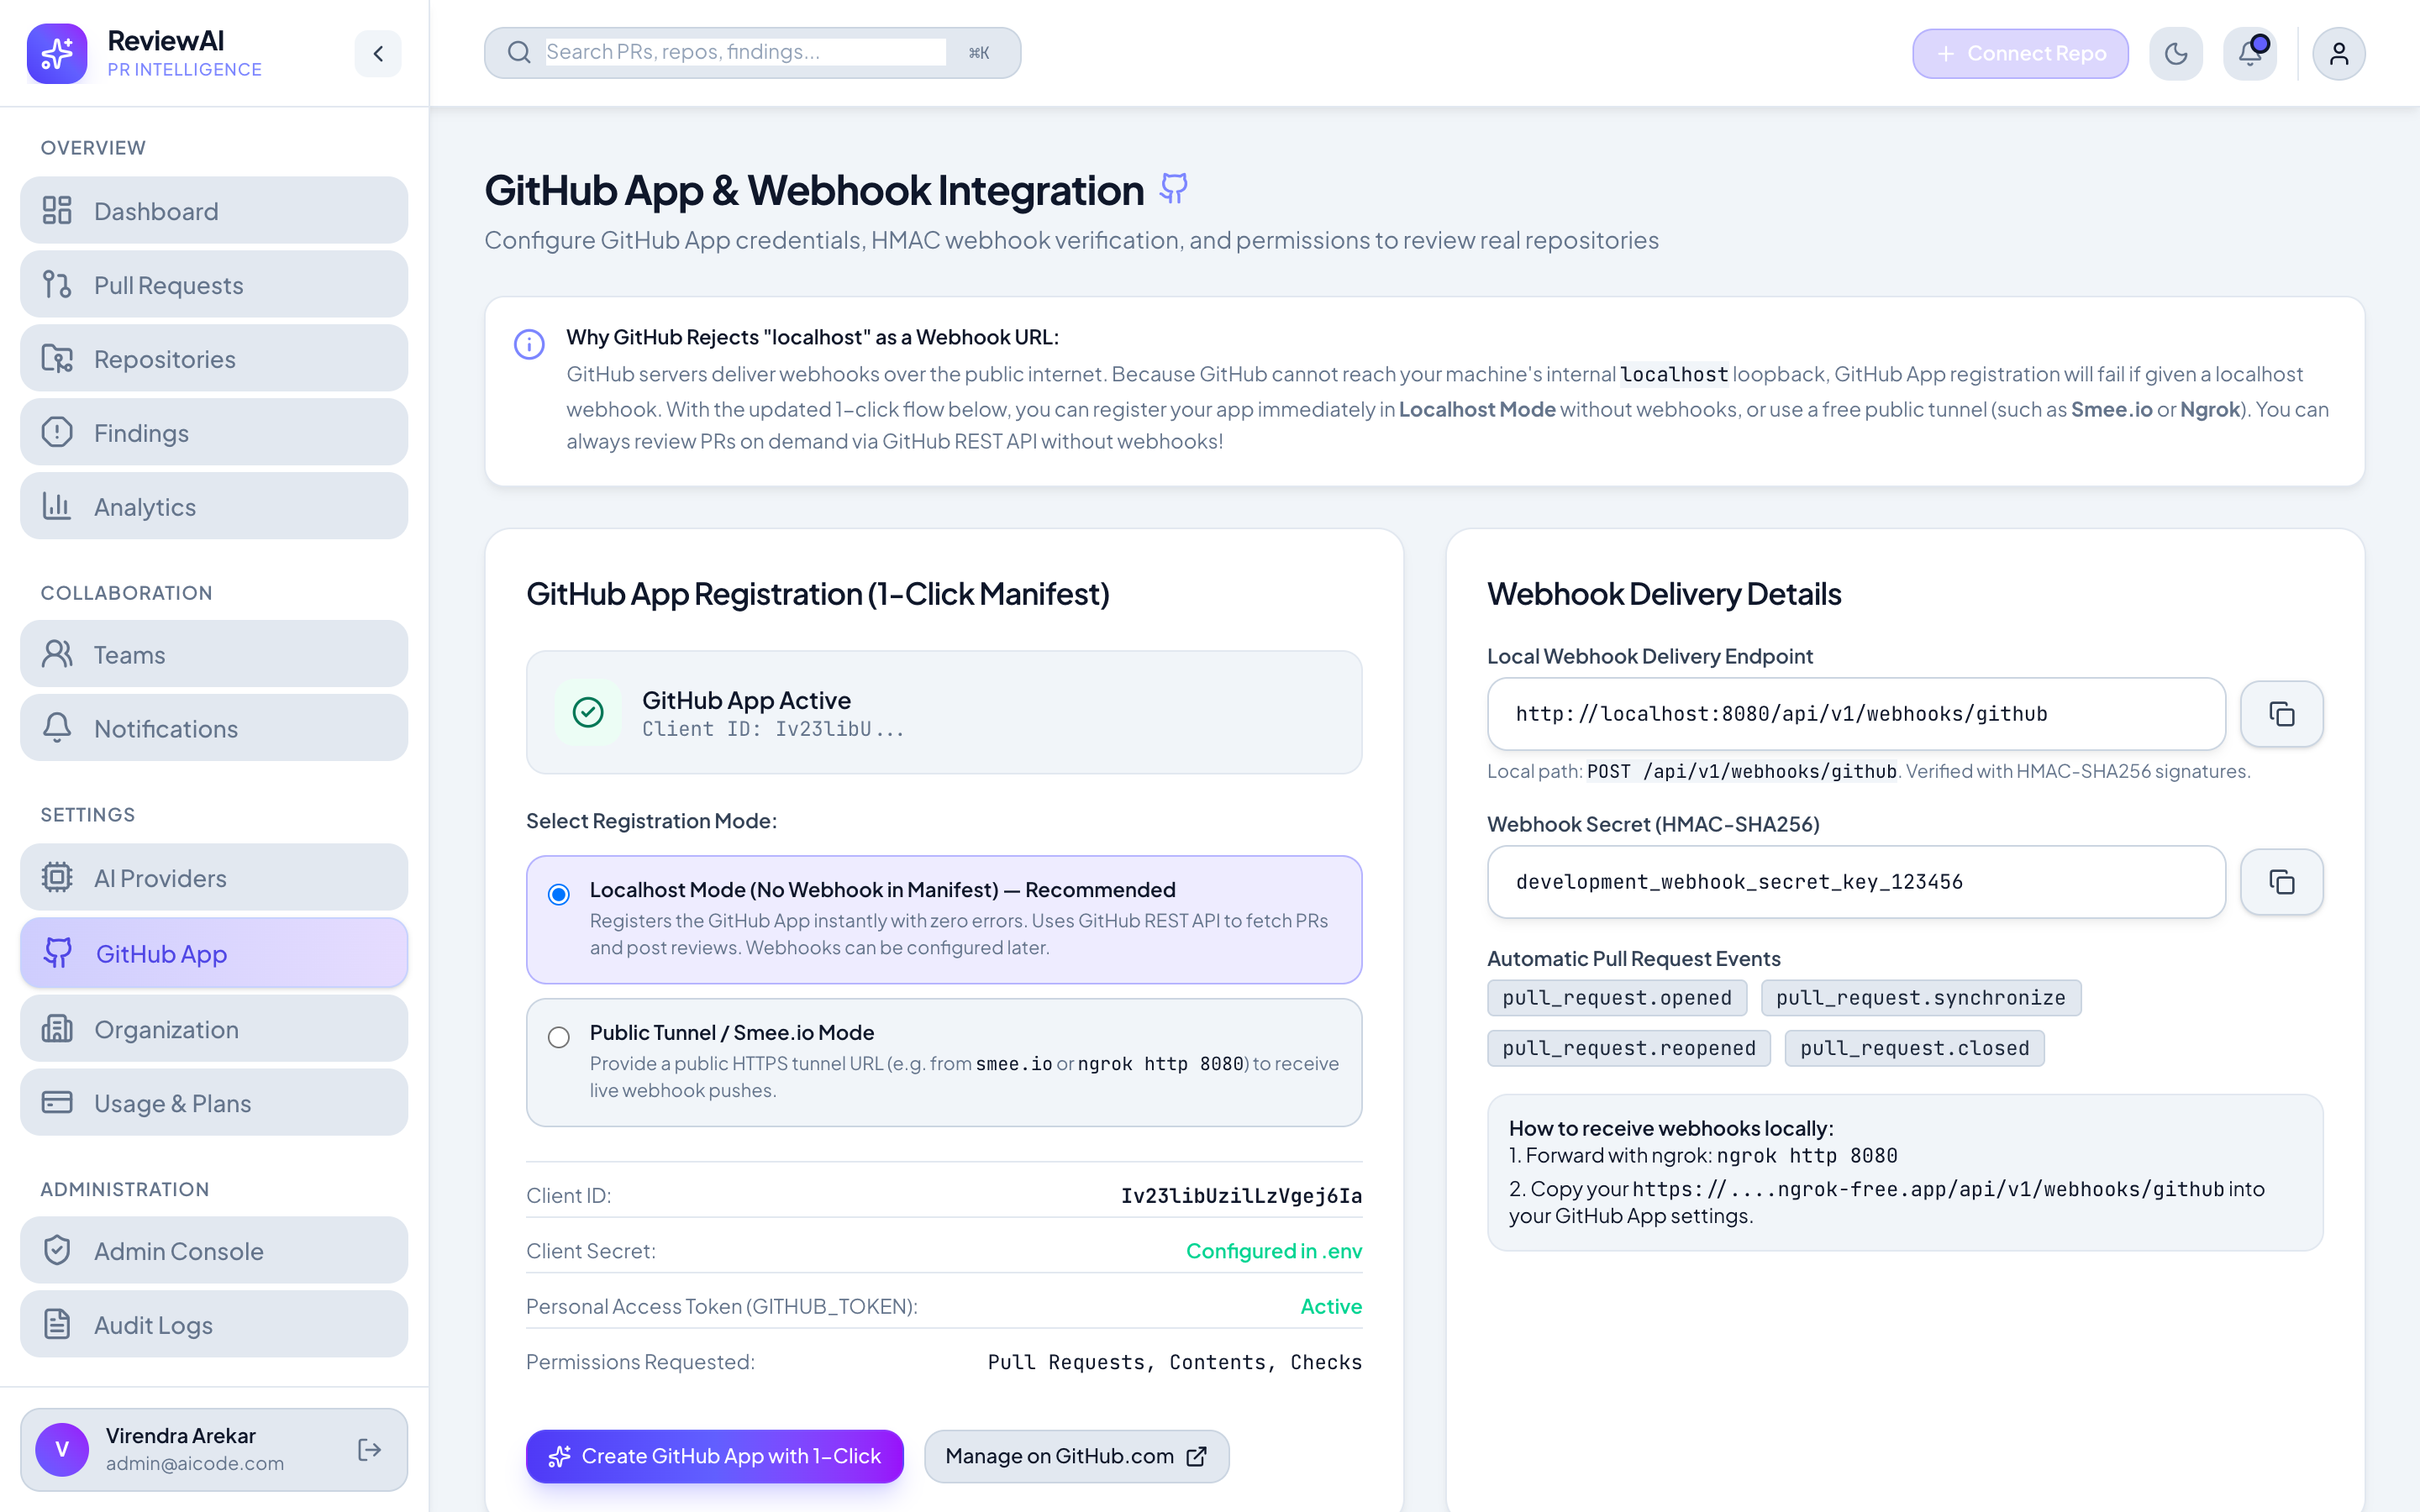 ReviewAI
PR INTELLIGENCE
Search PRs, repos, findings...
⌘K
Connect Repo
OVERVIEW
Dashboard
Pull Requests
Repositories
Findings
Analytics
COLLABORATION
Teams
Notifications
SETTINGS
AI Providers
GitHub App
Organization
Usage & Plans
ADMINISTRATION
Admin Console
Audit Logs
V
Virendra Arekar
admin@aicode.com
GitHub App & Webhook Integration
Configure GitHub App credentials, HMAC webhook verification, and permissions to review real repositories
Why GitHub Rejects "localhost" as a Webhook URL:
GitHub servers deliver webhooks over the public internet. Because GitHub cannot reach your machine's internal localhost loopback, GitHub App registration will fail if given a localhost
webhook. With the updated 1-click flow below, you can register your app immediately in Localhost Mode without webhooks, or use a free public tunnel (such as Smee.io or Ngrok). You can
always review PRs on demand via GitHub REST API without webhooks!
GitHub App Registration (1-Click Manifest)
GitHub App Active
Client ID: Iv23libU...
Select Registration Mode:
Localhost Mode (No Webhook in Manifest) — Recommended
Registers the GitHub App instantly with zero errors. Uses GitHub REST API to fetch PRs
and post reviews. Webhooks can be configured later.
Public Tunnel / Smee.io Mode
Provide a public HTTPS tunnel URL (e.g. from smee.io or ngrok http 8080) to receive
live webhook pushes.
Client ID: Iv23libUzilLzVgej6Ia
Client Secret: Configured in .env
Personal Access Token (GITHUB_TOKEN): Active
Permissions Requested: Pull Requests, Contents, Checks
Create GitHub App with 1-Click
Manage on GitHub.com
Webhook Delivery Details
Local Webhook Delivery Endpoint
http://localhost:8080/api/v1/webhooks/github
Local path: POST /api/v1/webhooks/github. Verified with HMAC-SHA256 signatures.
Webhook Secret (HMAC-SHA256)
development_webhook_secret_key_123456
Automatic Pull Request Events
pull_request.opened pull_request.synchronize
pull_request.reopened pull_request.closed
How to receive webhooks locally:
1. Forward with ngrok: ngrok http 8080
2. Copy your https://....ngrok-free.app/api/v1/webhooks/github into
your GitHub App settings.